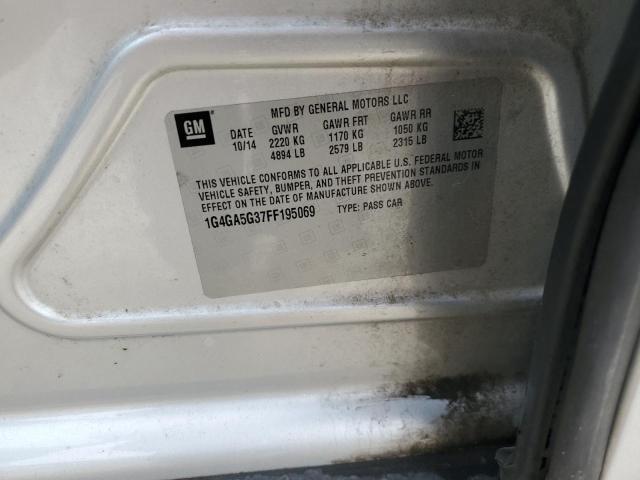 MFD BY GENERAL MOTORS LLC
GM
DATE GVWR GAWR FRT GAWR RR
10/14 2220 KG 1170 KG 1050 KG
4894 LB 2579 LB 2315 LB
THIS VEHICLE CONFORMS TO ALL APPLICABLE U.S. FEDERAL MOTOR
VEHICLE SAFETY, BUMPER, AND THEFT PREVENTION STANDARDS IN
EFFECT ON THE DATE OF MANUFACTURE SHOWN ABOVE.
1G4GA5G37FF195069 TYPE: PASS CAR